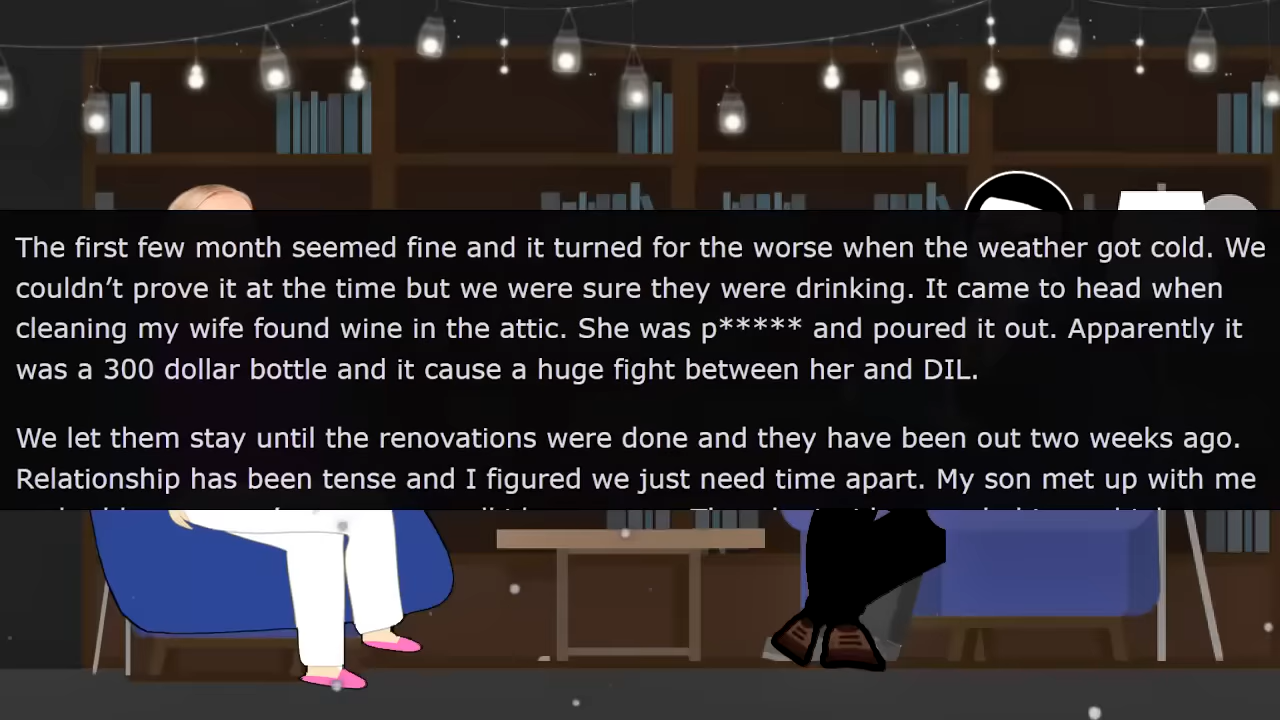 The first few month seemed fine and it turned for the worse when the weather got cold. We
couldn’t prove it at the time but we were sure they were drinking. It came to head when
cleaning my wife found wine in the attic. She was p***** and poured it out. Apparently it
was a 300 dollar bottle and it cause a huge fight between her and DIL.
We let them stay until the renovations were done and they have been out two weeks ago.
Relationship has been tense and I figured we just need time apart. My son met up with me